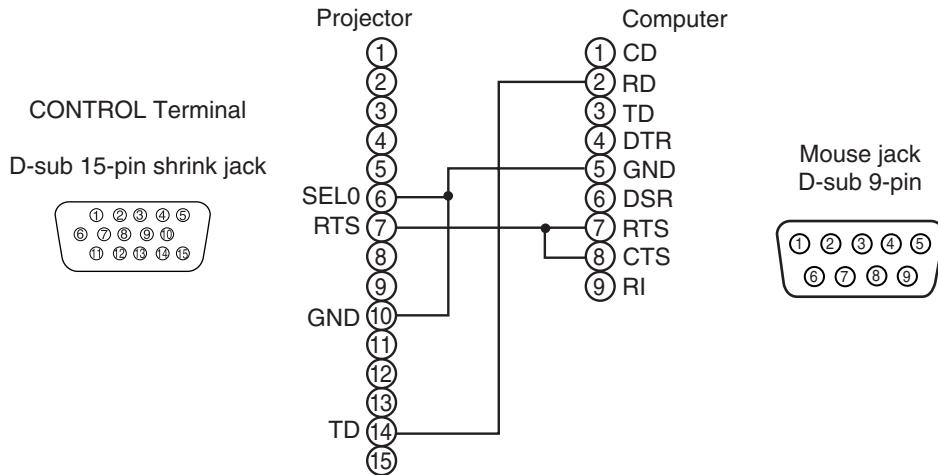 Projector
Computer
CONTROL Terminal
D-sub 15-pin shrink jack
1 2 3 4 5
6 7 8 9 10
11 12 13 14 15
1
2
3
4
5
SEL0 6
RTS 7
8
9
GND 10
11
12
13
TD 14
15
1 CD
2 RD
3 TD
4 DTR
5 GND
6 DSR
7 RTS
8 CTS
9 RI
Mouse jack
D-sub 9-pin
1 2 3 4 5
6 7 8 9